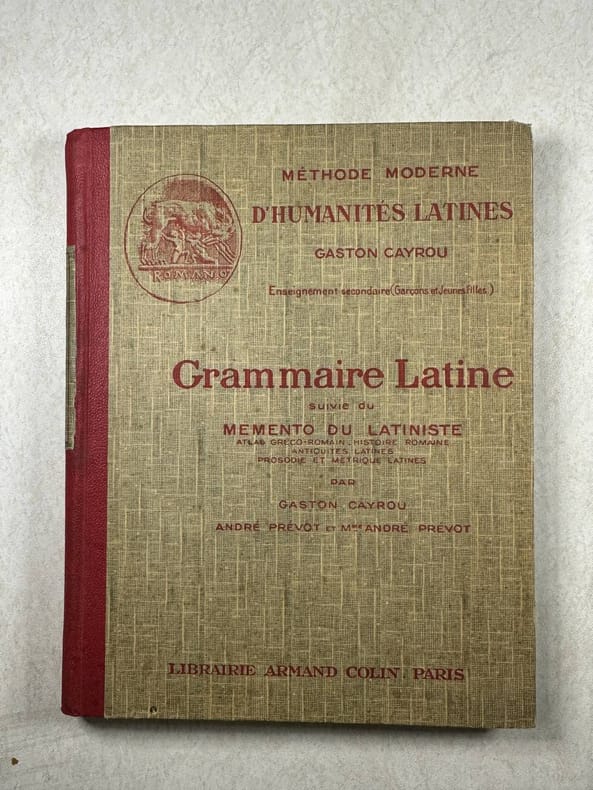 MÉTHODE MODERNE
D'HUMANITÉS LATINES
GASTON CAYROU
Enseignement secondaire (Garçons et Jeunes filles)
ROMANO
Grammaire Latine
suivie du
MEMENTO DU LATINISTE
ATLAS GRÉCO-ROMAIN - HISTOIRE ROMAINE
ANTIQUITÉS LATINES
PROSODIE ET MÉTRIQUE LATINES
PAR
GASTON CAYROU
ANDRÉ PRÉVOT ET Mme ANDRÉ PRÉVOT
LIBRAIRIE ARMAND COLIN. PARIS